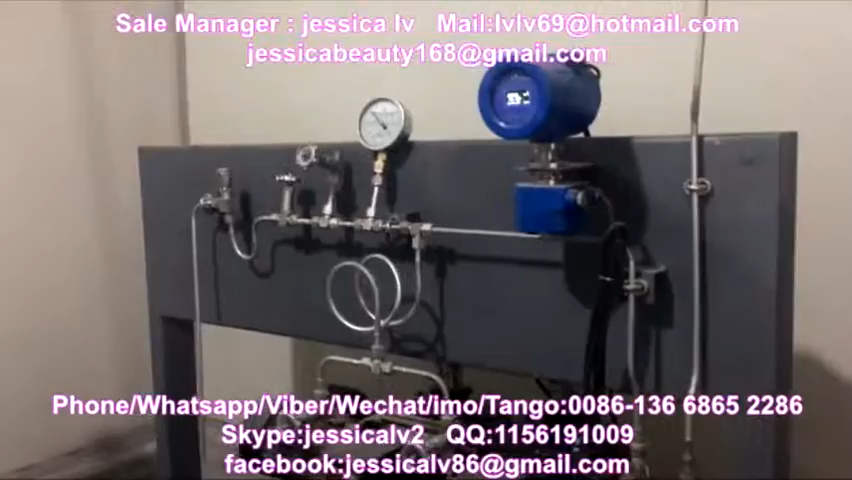 Sale Manager : jessica lv   Mail:lvlv69@hotmail.com
jessicabeauty168@gmail.com
Phone/Whatsapp/Viber/Wechat/imo/Tango:0086-136 6865 2286
Skype:jessicalv2    QQ:1156191009
facebook:jessicalv86@gmail.com